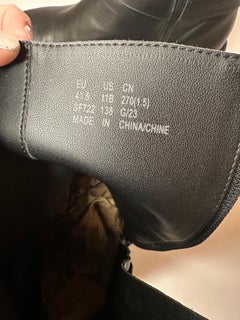 EU US CN
41.5 11B 270(1.5)
SF722 138 G/23
MADE IN CHINA/CHINE